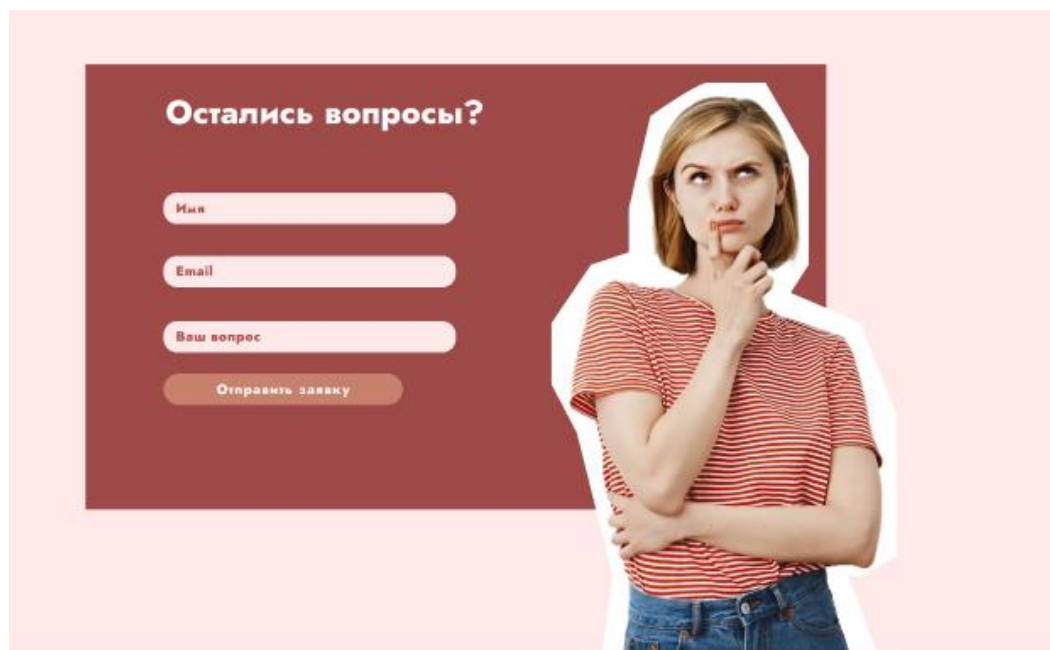 Остались вопросы?
Имя
Email
Ваш вопрос
Отправить заявку